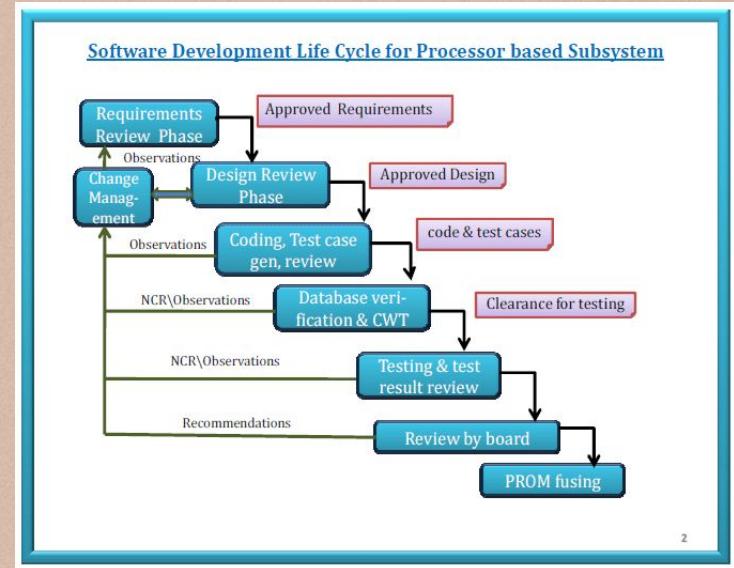 Software Development Life Cycle for Processor based Subsystem
Requirements
Review Phase
Approved Requirements
Observations
Change
Manag-
ement
Design Review
Phase
Approved Design
Observations
Coding, Test case
gen, review
code & test cases
NCR\Observations
Database veri-
fication & CWT
Clearance for testing
NCR\Observations
Testing & test
result review
Recommendations
Review by board
PROM fusing
2